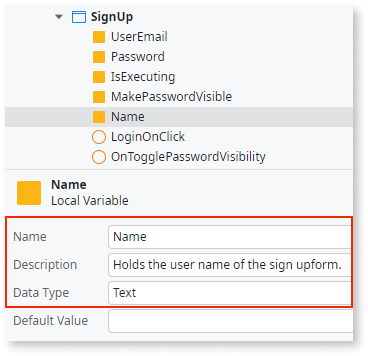 SignUp
UserEmail
Password
IsExecuting
MakePasswordVisible
Name
LoginOnClick
OnTogglePasswordVisibility
Name
Local Variable
Name Name
Description Holds the user name of the sign upform.
Data Type Text
Default Value